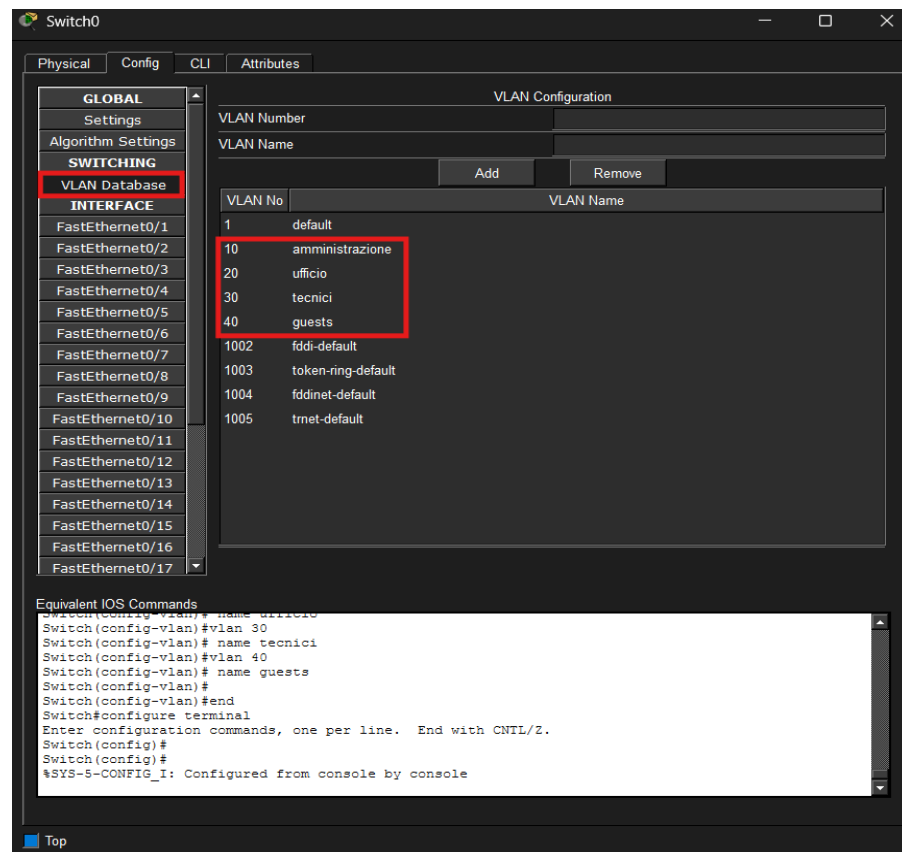 Switch0
Physical Config CLI Attributes
GLOBAL
Settings
Algorithm Settings
SWITCHING
VLAN Database
INTERFACE
FastEthernet0/1
FastEthernet0/2
FastEthernet0/3
FastEthernet0/4
FastEthernet0/5
FastEthernet0/6
FastEthernet0/7
FastEthernet0/8
FastEthernet0/9
FastEthernet0/10
FastEthernet0/11
FastEthernet0/12
FastEthernet0/13
FastEthernet0/14
FastEthernet0/15
FastEthernet0/16
FastEthernet0/17
VLAN Configuration
VLAN Number
VLAN Name
Add Remove
VLAN No VLAN Name
1 default
10 amministrazione
20 ufficio
30 tecnici
40 guests
1002 fddi-default
1003 token-ring-default
1004 fddinet-default
1005 trnet-default
Equivalent IOS Commands
Switch(config-vlan)# name ufficio
Switch(config-vlan)#vlan 30
Switch(config-vlan)# name tecnici
Switch(config-vlan)#vlan 40
Switch(config-vlan)# name guests
Switch(config-vlan)#
Switch(config-vlan)#end
Switch#configure terminal
Enter configuration commands, one per line. End with CNTL/Z.
Switch(config)#
Switch(config)#
%SYS-5-CONFIG_I: Configured from console by console
Top